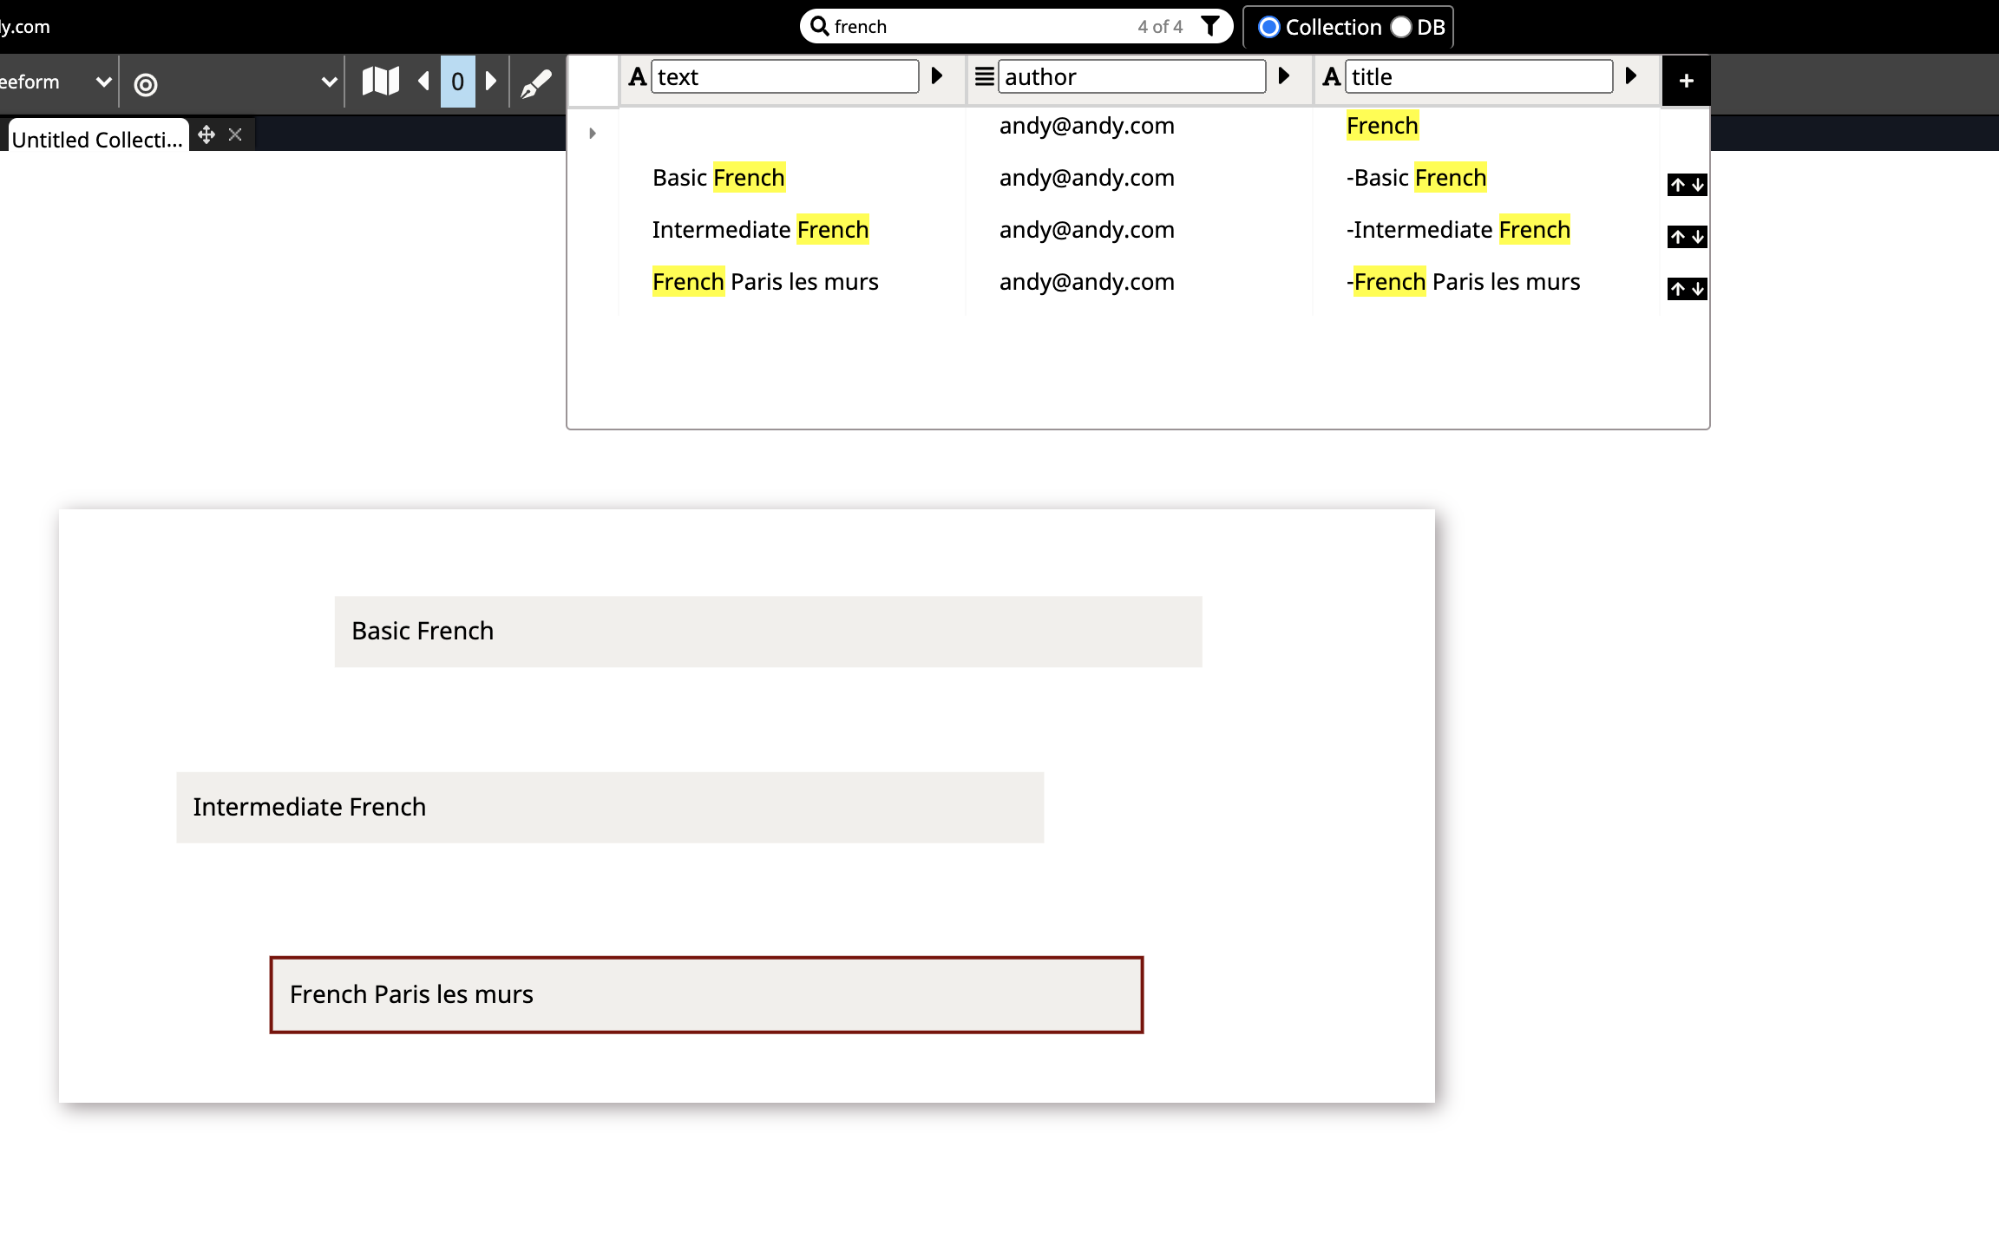 ly.com
french 4 of 4 Collection DB
eeform 0 A text author A title +
Untitled Collecti...
andy@andy.com French
Basic French andy@andy.com -Basic French
Intermediate French andy@andy.com -Intermediate French
French Paris les murs andy@andy.com -French Paris les murs
Basic French
Intermediate French
French Paris les murs